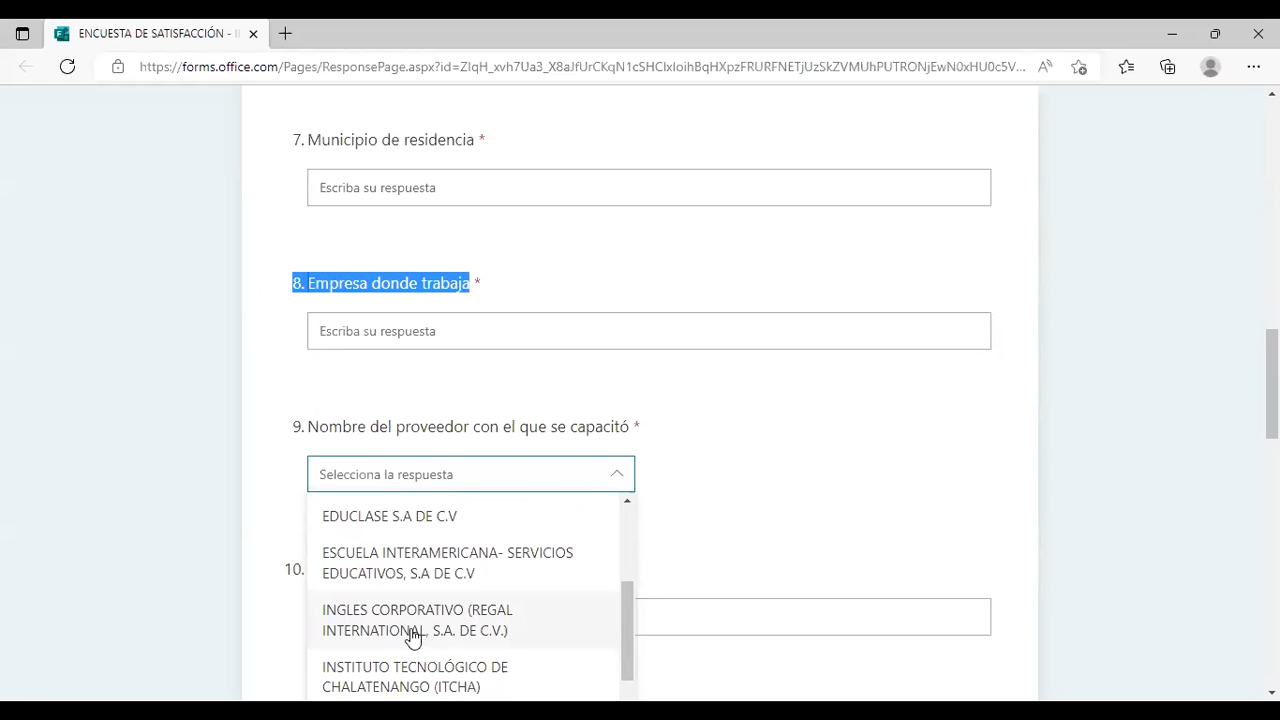 ENCUESTA DE SATISFACCIÓN - I
https://forms.office.com/Pages/ResponsePage.aspx?id=
7. Municipio de residencia *
Escriba su respuesta
8. Empresa donde trabaja *
Escriba su respuesta
9. Nombre del proveedor con el que se capacitó *
Selecciona la respuesta
EDUCLASE S.A DE C.V
ESCUELA INTERAMERICANA- SERVICIOS
EDUCATIVOS, S.A DE C.V
10.
INGLES CORPORATIVO (REGAL
INTERNATIONAL, S.A. DE C.V.)
INSTITUTO TECNOLÓGICO DE
CHALATENANGO (ITCHA)